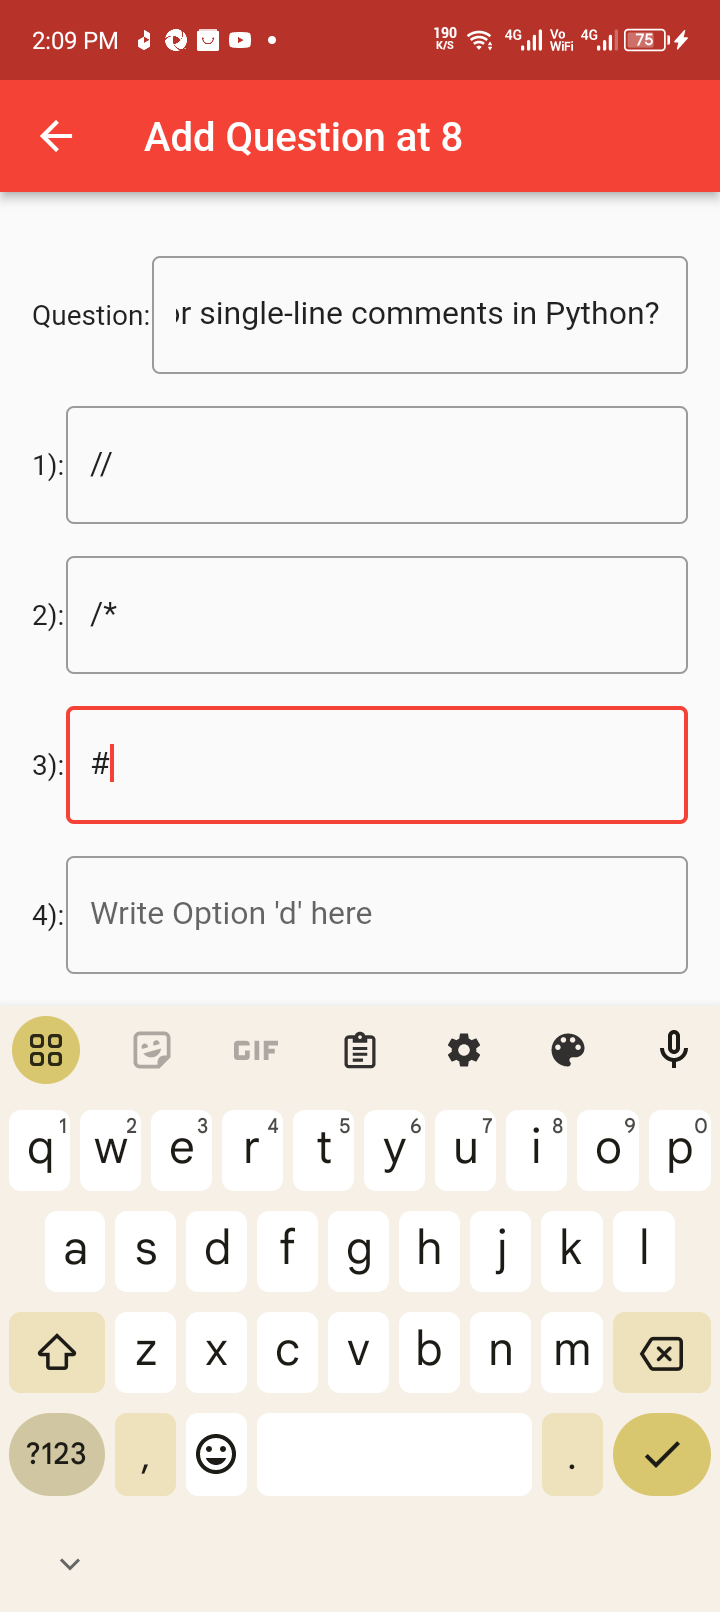 2:09 PM 190 K/S 4G Vo WiFi 4G 75
Add Question at 8
Question: r single-line comments in Python?
1): //
2): /*
3): #
4): Write Option 'd' here
GIF
q1 w2 e3 r4 t5 y6 u7 i8 o9 p0
a s d f g h j k l
z x c v b n m
?123 , .